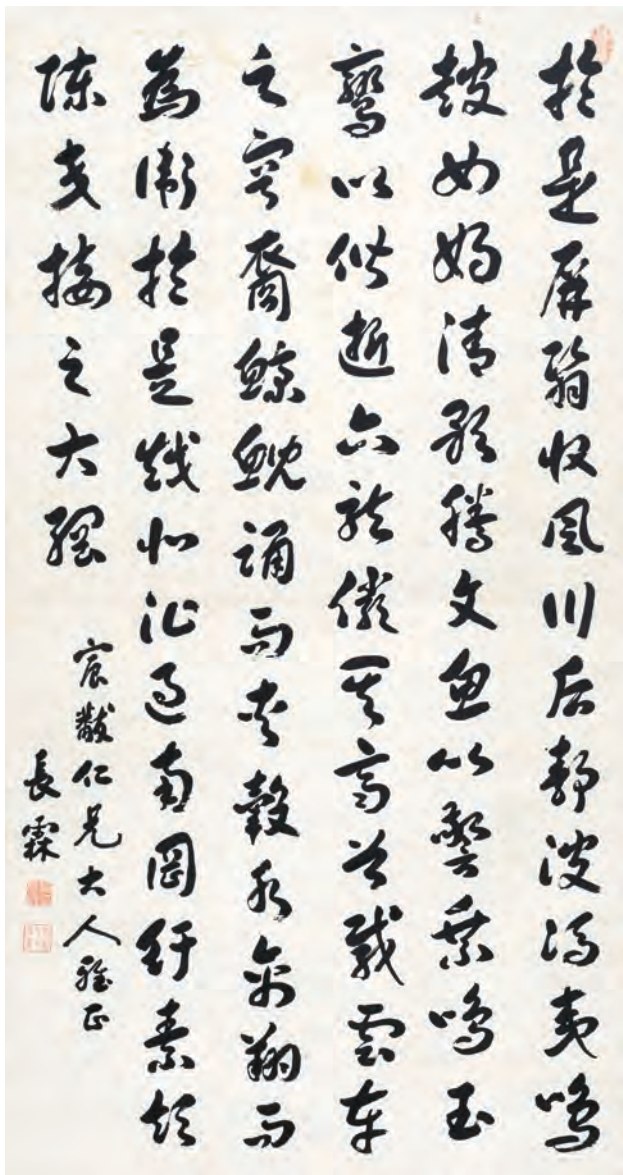 於是屏翳收風川后靜波馮夷鳴
鼓女媧清歌騰文魚以警乘鳴玉
鸞以偕逝六龍儼其齊首載雲車
之容裔鯨鯢踊而夾轂水禽翔而
為衛於是越北沚過南岡紆素領
陳交接之大綱
宸黻仁兄大人雅正
長霖